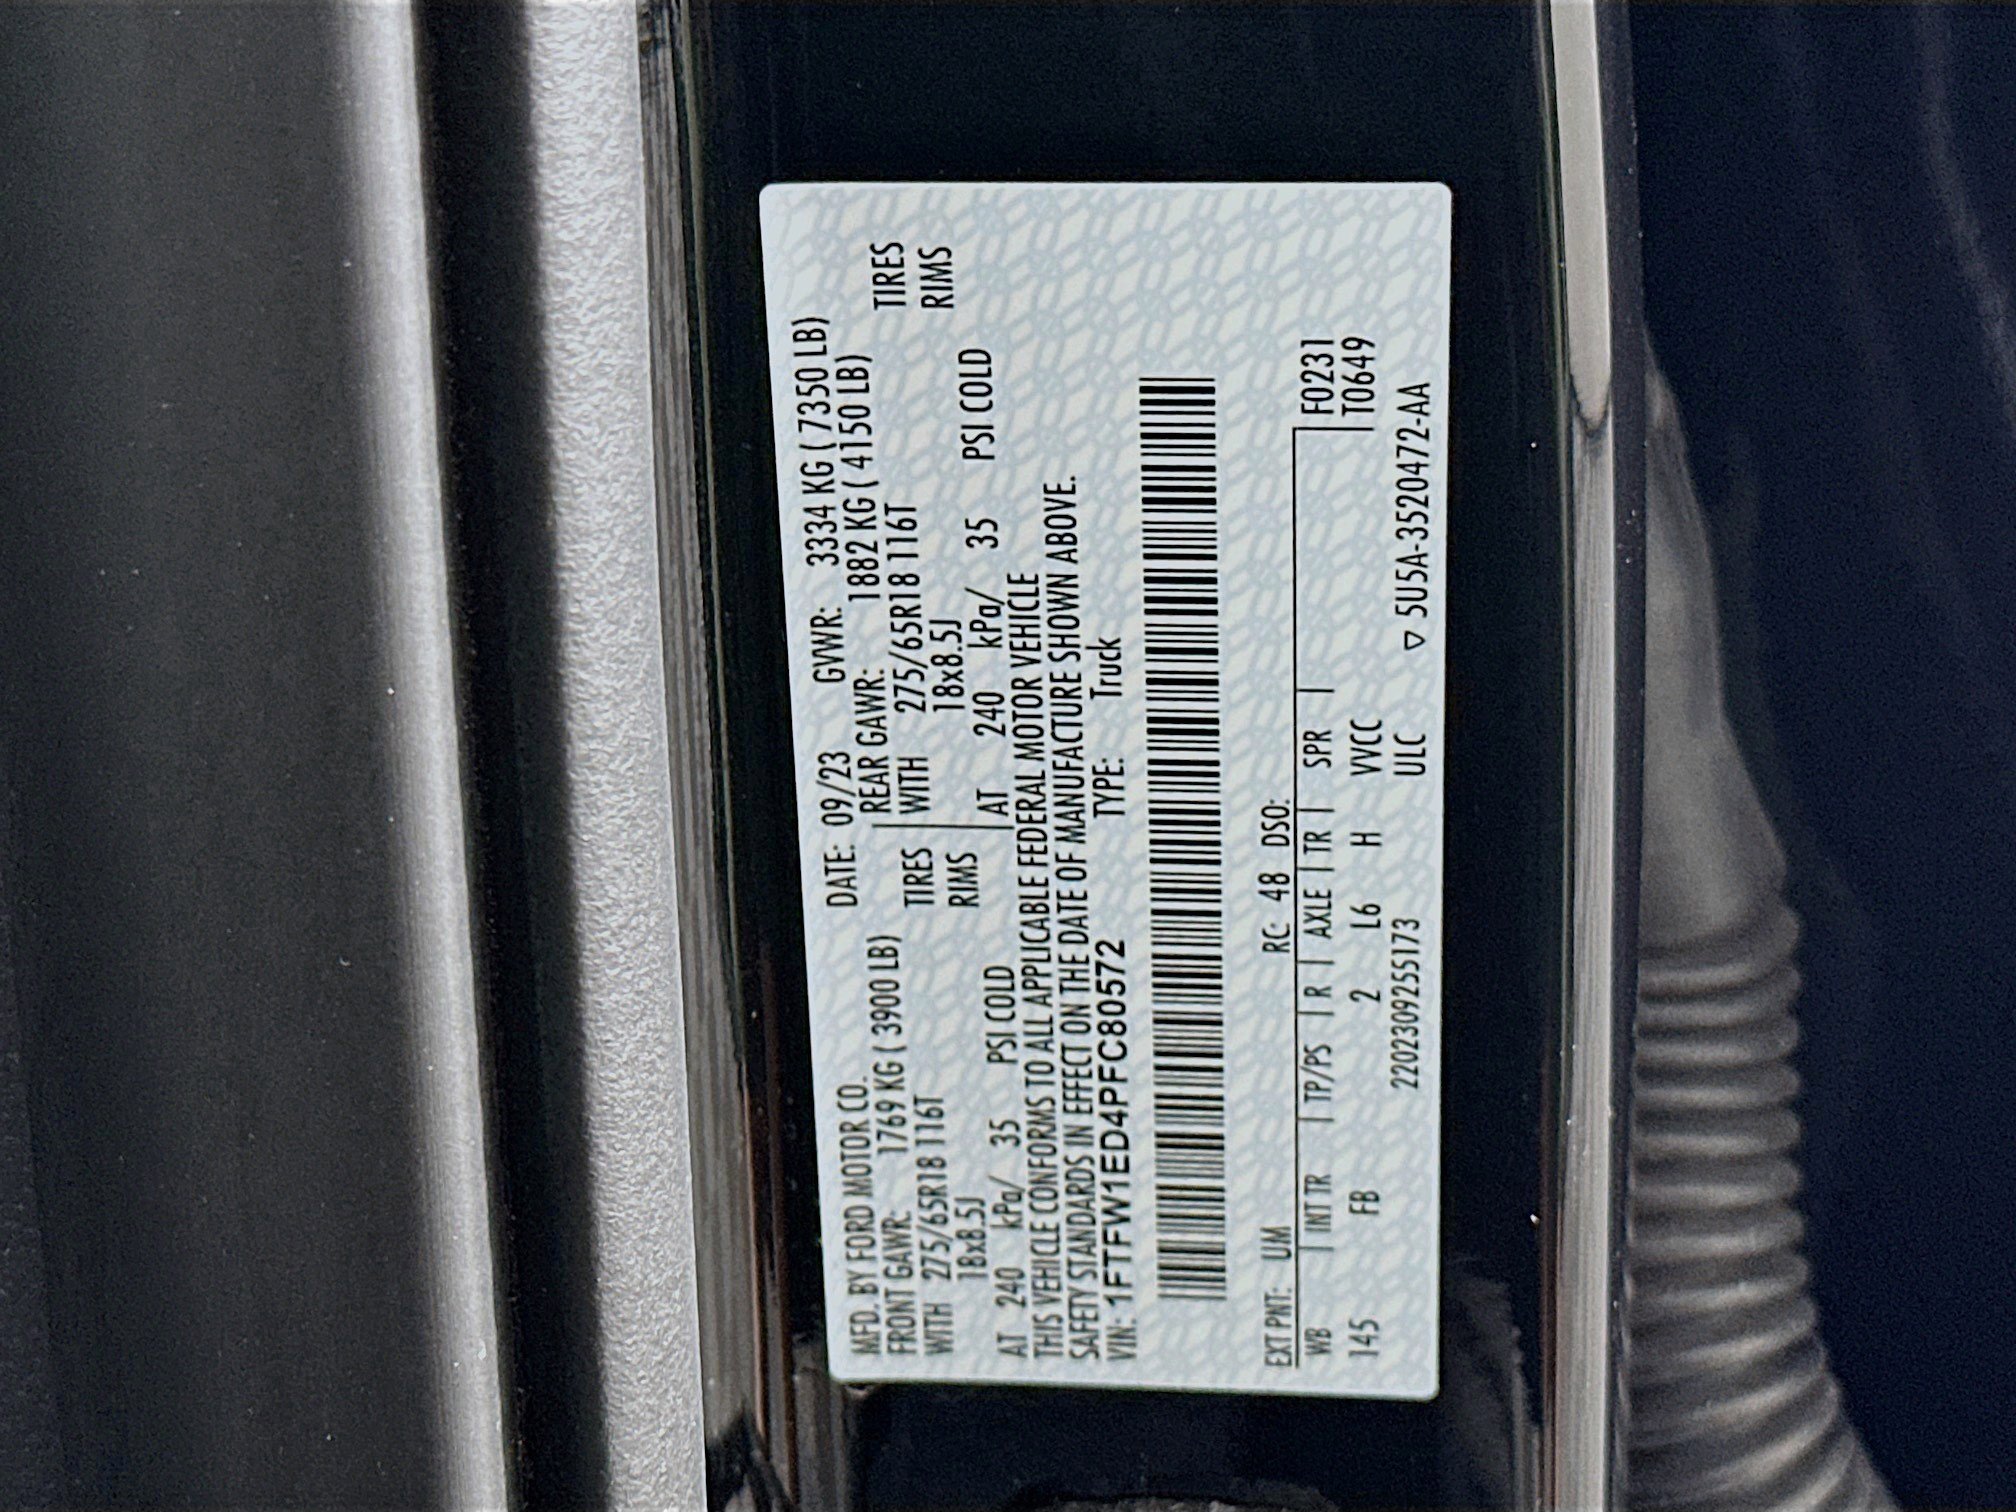 MFD. BY FORD MOTOR CO. DATE: 09/23 GVWR: 3334 KG ( 7350 LB)
FRONT GAWR: 1769 KG ( 3900 LB) REAR GAWR: 1882 KG ( 4150 LB)
WITH 275/65R18 116T TIRES WITH 275/65R18 116T TIRES
18x8.5J RIMS 18x8.5J RIMS
AT 240 kPa/ 35 PSI COLD AT 240 kPa/ 35 PSI COLD
THIS VEHICLE CONFORMS TO ALL APPLICABLE FEDERAL MOTOR VEHICLE
SAFETY STANDARDS IN EFFECT ON THE DATE OF MANUFACTURE SHOWN ABOVE.
VIN: 1FTFW1ED4PFC80572 TYPE: Truck
EXT PNT: UM RC: 48 DSO:
WB | INT TR | TP/PS | R | AXLE | TR | SPR | F0231
145 FB 2 L6 H VVCC T0649
22023092551​73 ULC ▽ 5U5A-3520472-AA